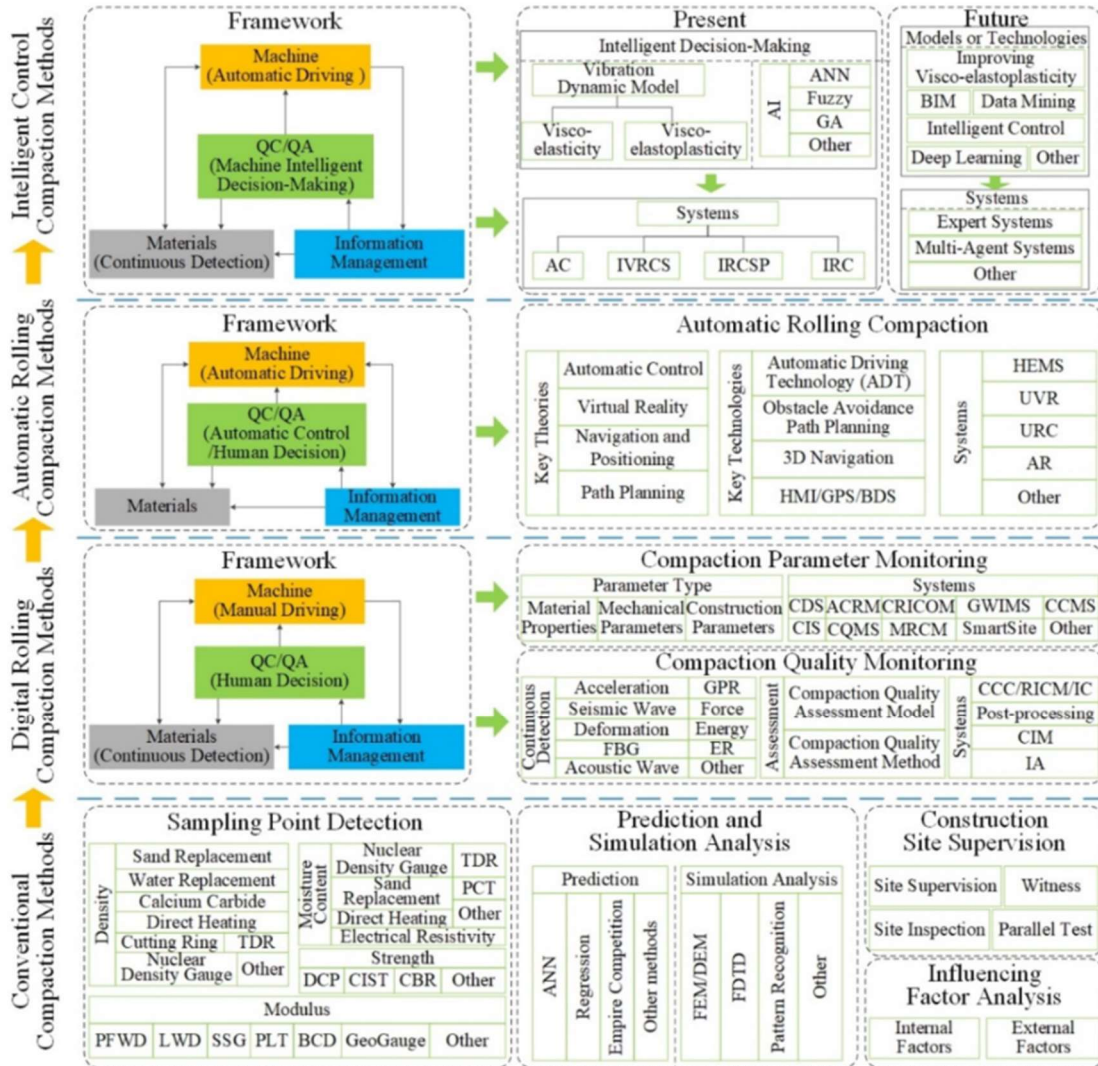 Intelligent Control
Compaction Methods
Framework
Machine
(Automatic Driving )
QC/QA
(Machine Intelligent
Decision-Making)
Materials
(Continuous Detection)
Information
Management
Present
Intelligent Decision-Making
Vibration
Dynamic Model
Visco-
elasticity
Visco-
elastoplasticity
AI
ANN
Fuzzy
GA
Other
Systems
AC
IVRCS
IRCSP
IRC
Future
Models or Technologies
Improving
Visco-elastoplasticity
BIM
Data Mining
Intelligent Control
Deep Learning
Other
Systems
Expert Systems
Multi-Agent Systems
Other
Automatic Rolling
Compaction Methods
Framework
Machine
(Automatic Driving)
QC/QA
(Automatic Control
/Human Decision)
Materials
Information
Management
Automatic Rolling Compaction
Key Theories
Automatic Control
Virtual Reality
Navigation and
Positioning
Path Planning
Key Technologies
Automatic Driving
Technology (ADT)
Obstacle Avoidance
Path Planning
3D Navigation
HMI/GPS/BDS
Systems
HEMS
UVR
URC
AR
Other
Digital Rolling
Compaction Methods
Framework
Machine
(Manual Driving)
QC/QA
(Human Decision)
Materials
(Continuous Detection)
Information
Management
Compaction Parameter Monitoring
Parameter Type
Material
Properties
Mechanical
Parameters
Construction
Parameters
Systems
CDS ACRM CRICOM GWIMS CCMS
CIS CQMS MRCM SmartSite Other
Compaction Quality Monitoring
Continuous
Detection
Acceleration GPR
Seismic Wave Force
Deformation Energy
FBG ER
Acoustic Wave Other
Assessment
Compaction Quality
Assessment Model
Compaction Quality
Assessment Method
Systems
CCC/RICM/IC
Post-processing
CIM
IA
Conventional
Compaction Methods
Sampling Point Detection
Density
Sand Replacement
Water Replacement
Calcium Carbide
Direct Heating
Cutting Ring TDR
Nuclear
Density Gauge
Other
Moisture
Content
Nuclear
Density Gauge
Sand
Replacement
Direct Heating
Electrical Resistivity
TDR
PCT
Other
Strength
DCP CIST CBR Other
Modulus
PFWD LWD SSG PLT BCD GeoGauge Other
Prediction and
Simulation Analysis
Prediction
ANN
Regression
Empire Competition
Other methods
Simulation Analysis
FEM/DEM
FDTD
Pattern Recognition
Other
Construction
Site Supervision
Site Supervision Witness
Site Inspection Parallel Test
Influencing
Factor Analysis
Internal
Factors
External
Factors